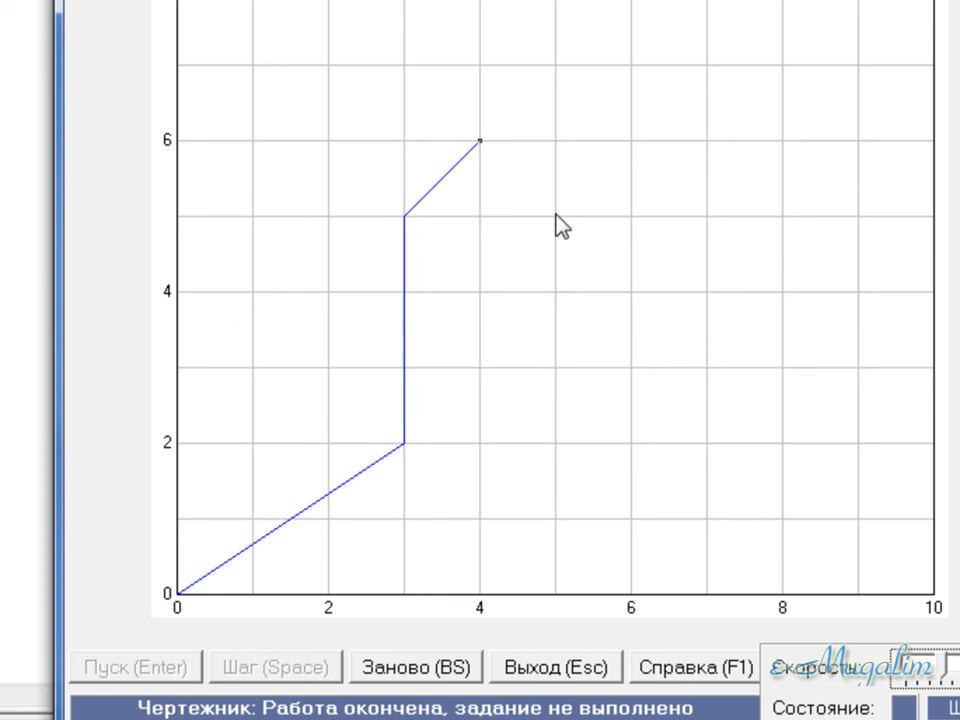 6
4
2
0
0 2 4 6 8 10
Пуск (Enter) Шаг (Space) Заново (BS) Выход (Esc) Справка (F1) Скорость:
Mugalim
Чертежник: Работа окончена, задание не выполнено Состояние: